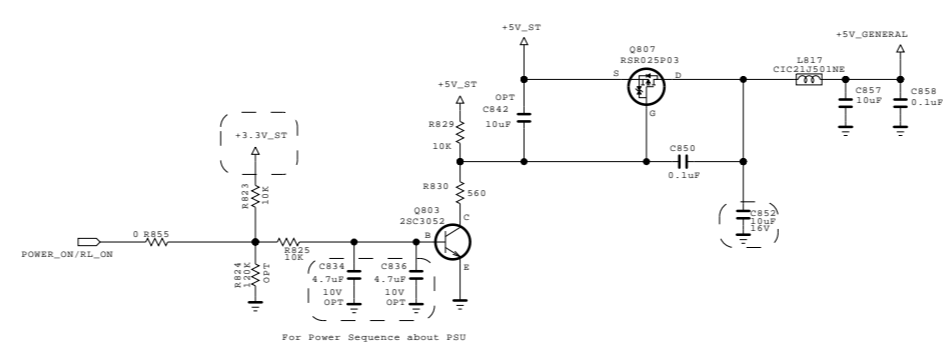 +5V_ST
Q807
RSR025P03
S
D
G
+5V_GENERAL
L817
CIC21J501NE
C857
10uF
C858
0.1uF
+5V_ST
OPT
C842
10uF
R829
10K
C850
0.1uF
+3.3V_ST
R823
10K
R830
560
Q803
2SC3052
C
B
E
C852
10uF
16V
0 R855
POWER_ON/RL_ON
R825
10K
R824
120K
OPT
C834
4.7uF
10V
OPT
C836
4.7uF
10V
OPT
For Power Sequence about PSU